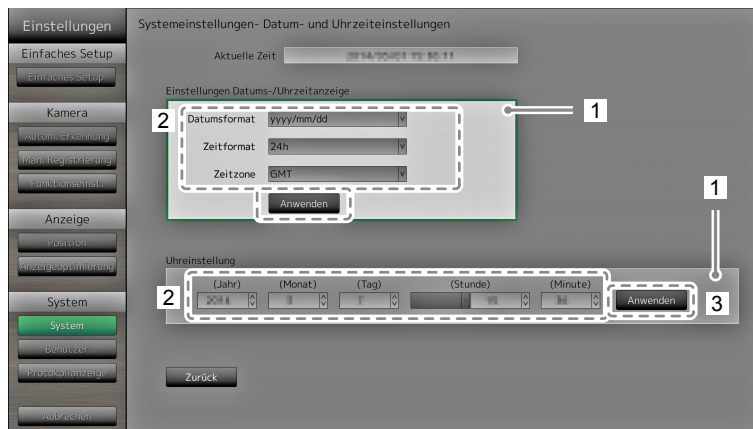 Einstellungen
Einfaches Setup
Einfaches Setup
Kamera
Autom. Erkennung
Man. Registrierung
Funktionseinst.
Anzeige
Position
Anzeigeoptimierung
System
System
Benutzer
Protokollanzeige
Abbrechen
Systemeinstellungen- Datum- und Uhrzeiteinstellungen
Aktuelle Zeit
Einstellungen Datums-/Uhrzeitanzeige
1
2
Datumsformat yyyy/mm/dd
Zeitformat 24h
Zeitzone GMT
Anwenden
Uhreinstellung
1
2
(Jahr) (Monat) (Tag) (Stunde) (Minute)
Anwenden
3
Zurück